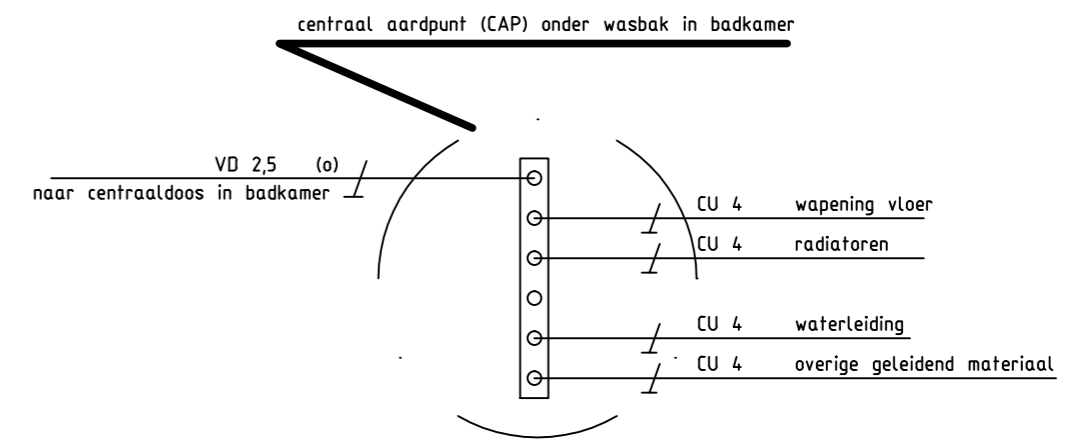 centraal aardpunt (CAP) onder wasbak in badkamer
VD 2,5 (o)
naar centraaldoos in badkamer
CU 4 wapening vloer
CU 4 radiatoren
CU 4 waterleiding
CU 4 overige geleidend materiaal